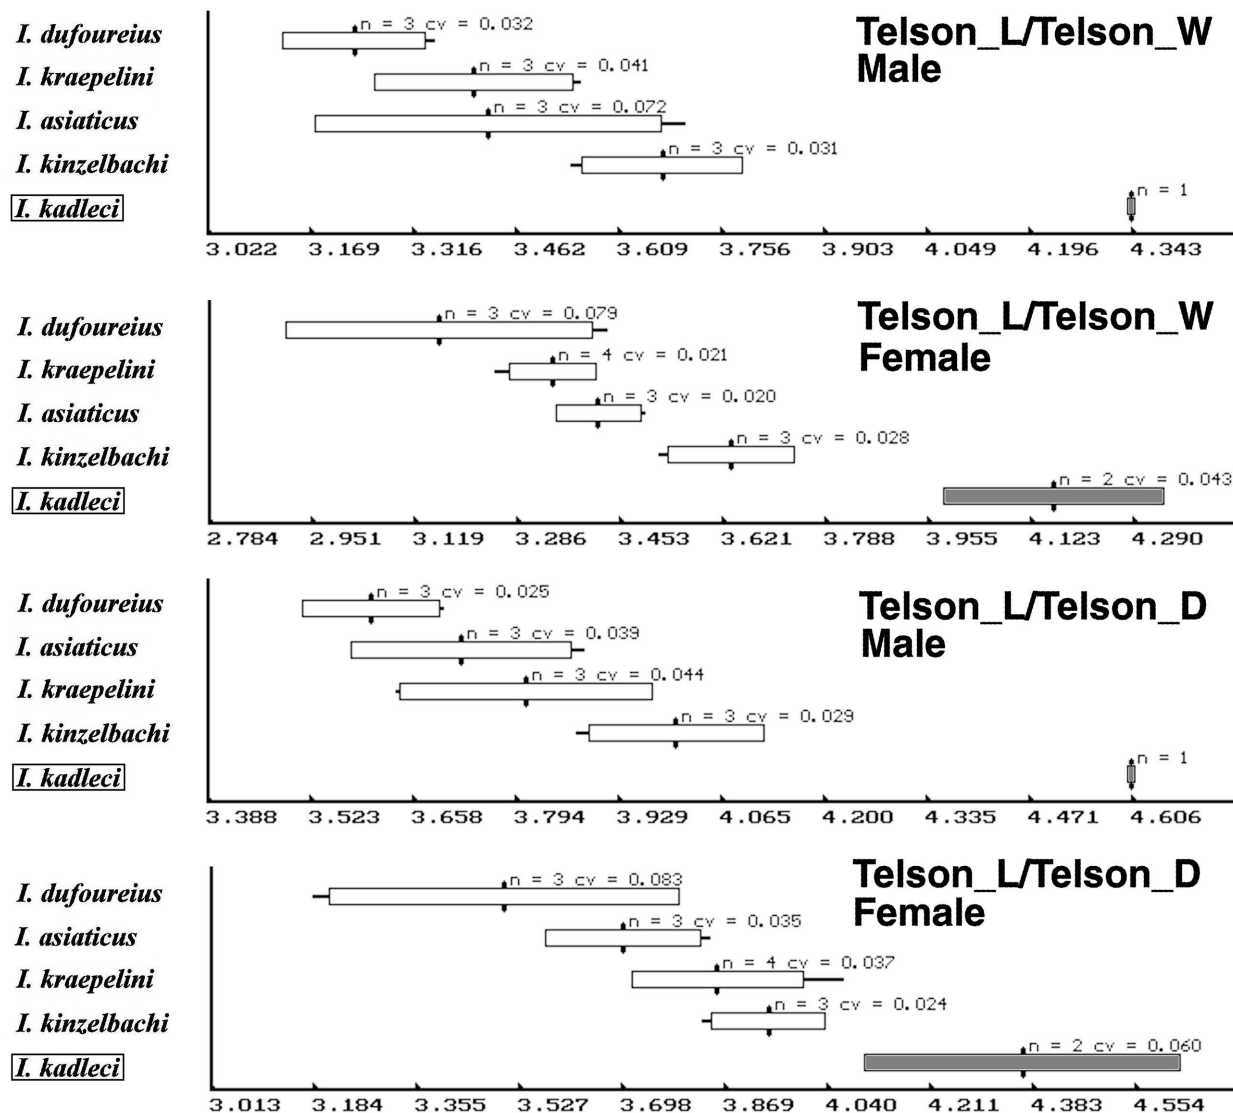 Telson_L/Telson_W
Male
I. dufoureius n = 3 cv = 0.032
I. kraepelini n = 3 cv = 0.041
I. asiaticus n = 3 cv = 0.072
I. kinzelbachi n = 3 cv = 0.031
I. kadleci n = 1
3.022 3.169 3.316 3.462 3.609 3.756 3.903 4.049 4.196 4.343
Telson_L/Telson_W
Female
I. dufoureius n = 3 cv = 0.079
I. kraepelini n = 4 cv = 0.021
I. asiaticus n = 3 cv = 0.020
I. kinzelbachi n = 3 cv = 0.028
I. kadleci n = 2 cv = 0.043
2.784 2.951 3.119 3.286 3.453 3.621 3.788 3.955 4.123 4.290
Telson_L/Telson_D
Male
I. dufoureius n = 3 cv = 0.025
I. asiaticus n = 3 cv = 0.039
I. kraepelini n = 3 cv = 0.044
I. kinzelbachi n = 3 cv = 0.029
I. kadleci n = 1
3.388 3.523 3.658 3.794 3.929 4.065 4.200 4.335 4.471 4.606
Telson_L/Telson_D
Female
I. dufoureius n = 3 cv = 0.083
I. asiaticus n = 3 cv = 0.035
I. kraepelini n = 4 cv = 0.037
I. kinzelbachi n = 3 cv = 0.024
I. kadleci n = 2 cv = 0.060
3.013 3.184 3.355 3.527 3.698 3.869 4.040 4.211 4.383 4.554